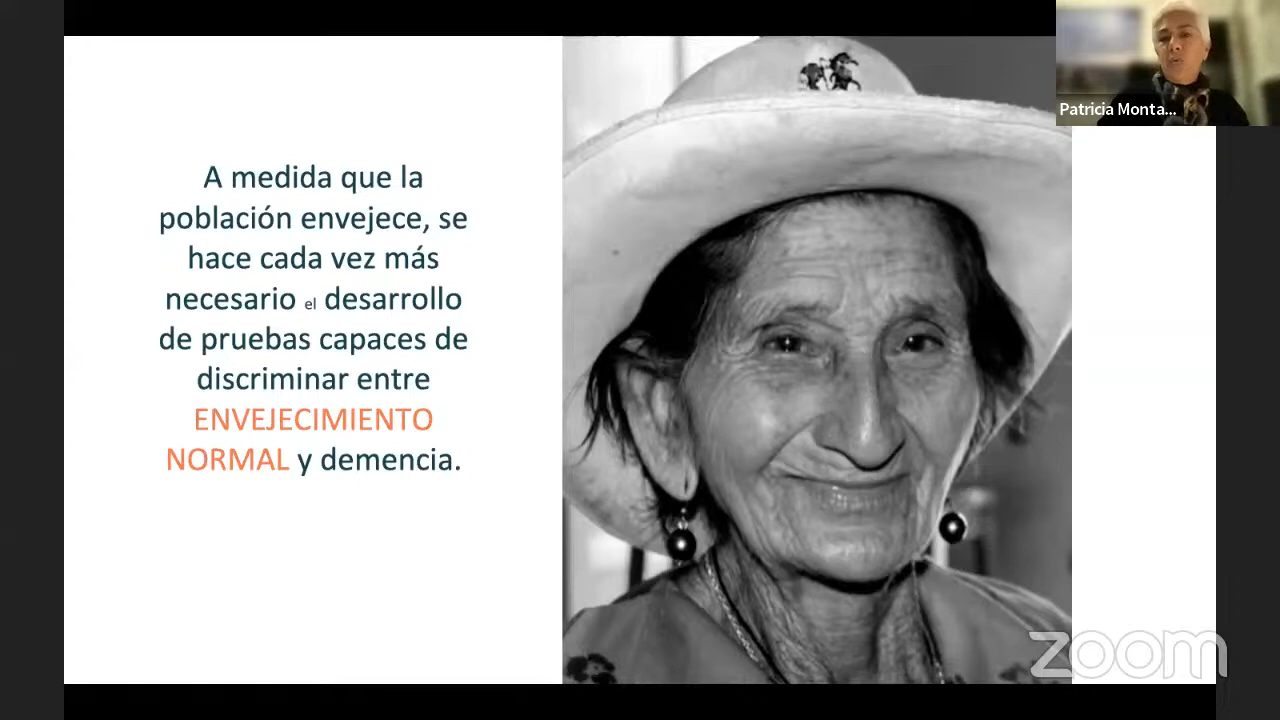 Patricia Monta...
A medida que la
población envejece, se
hace cada vez más
necesario el desarrollo
de pruebas capaces de
discriminar entre
ENVEJECIMIENTO
NORMAL y demencia.
zoom